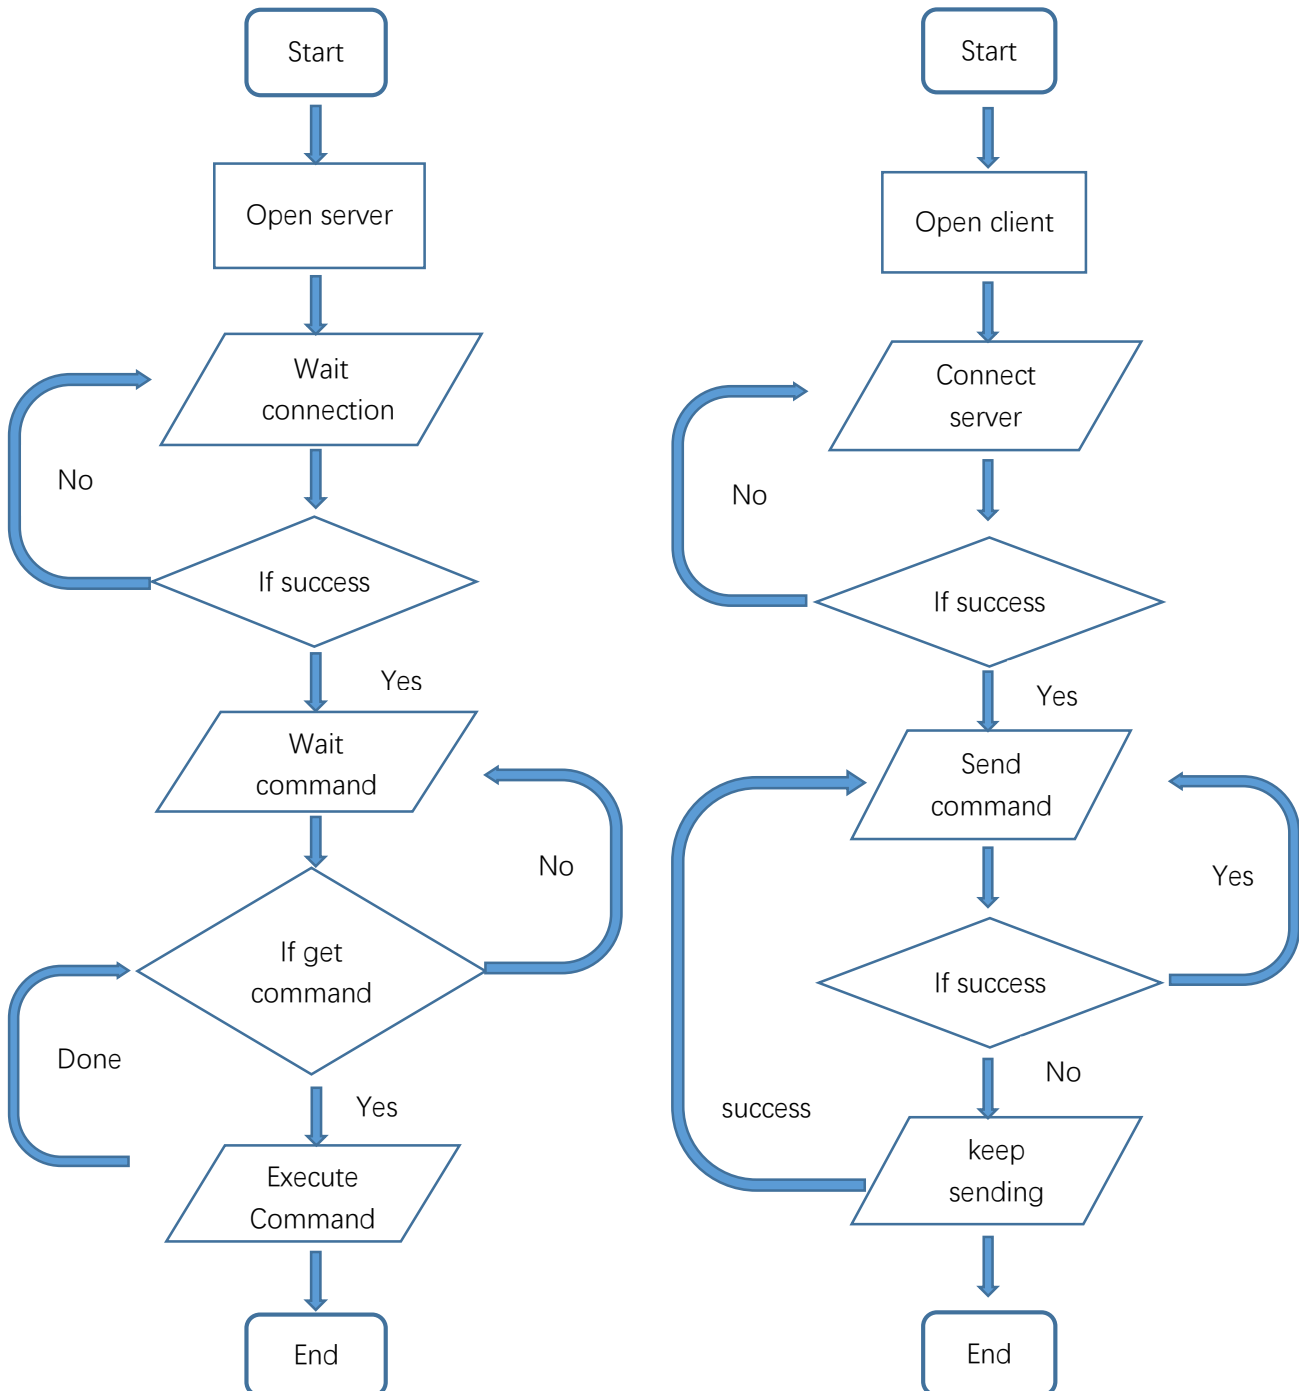 Start
Open server
Wait
connection
No
If success
Yes
Wait
command
No
If get
command
Done
Yes
Execute
Command
End
Start
Open client
Connect
server
No
If success
Yes
Send
command
Yes
If success
No
success
keep
sending
End